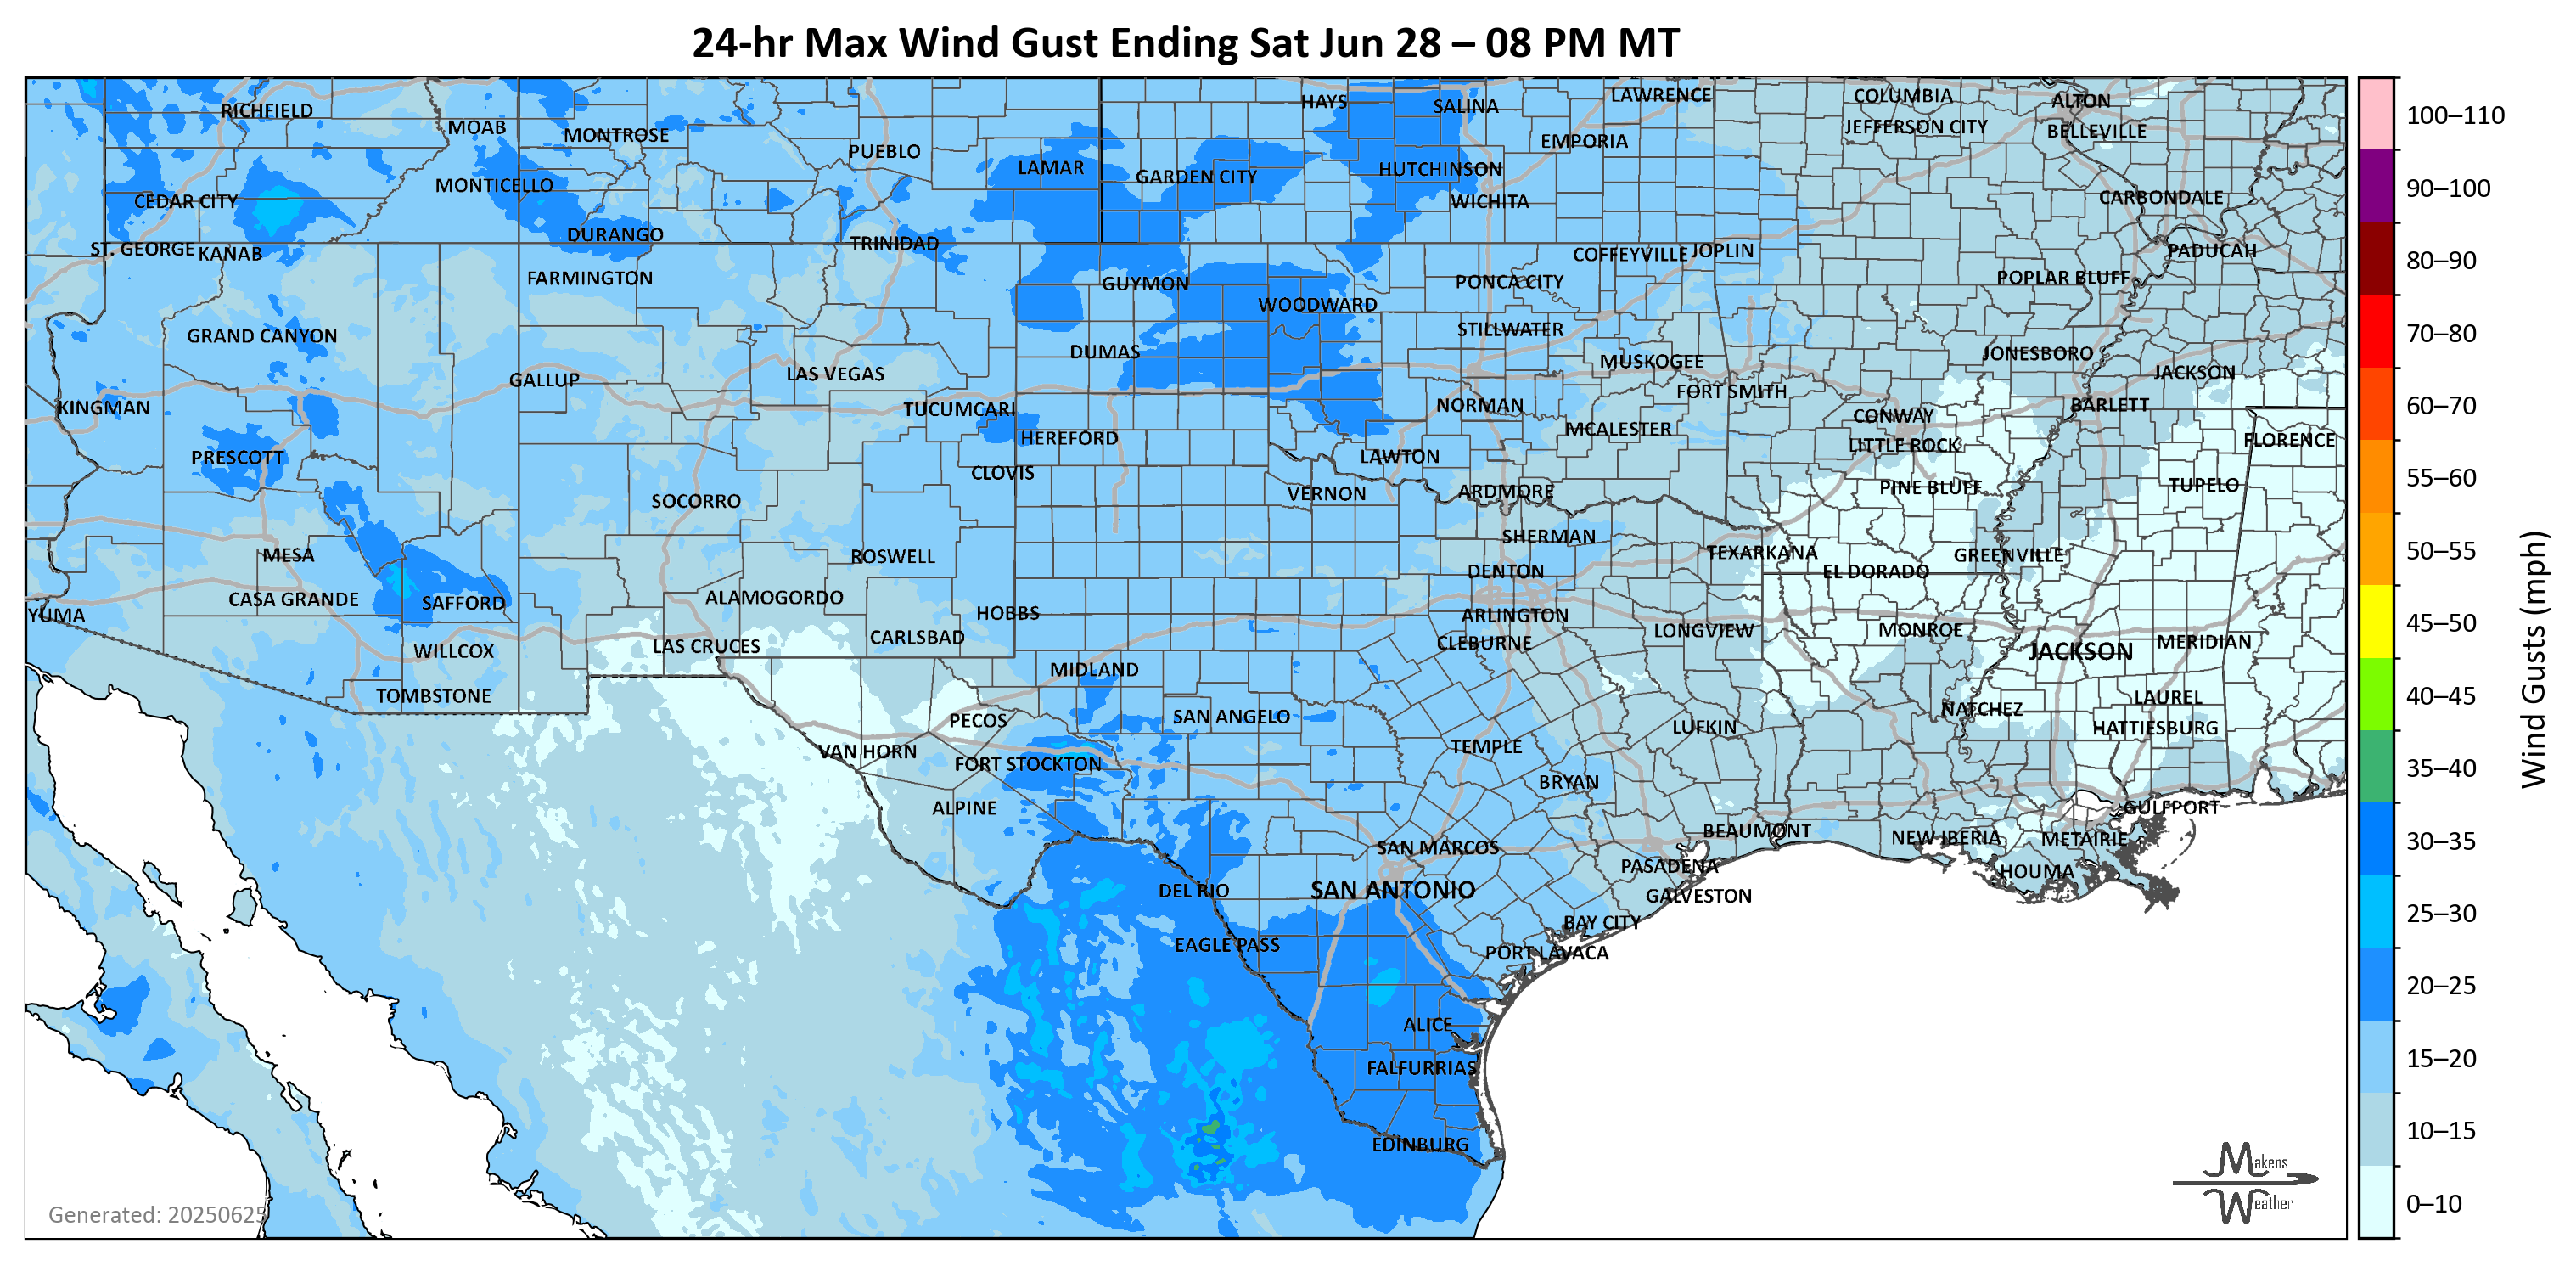 24-hr Max Wind Gust Ending Sat Jun 28 – 08 PM MT
RICHFIELD
MOAB
MONTROSE
PUEBLO
LAMAR
HAYS
SALINA
LAWRENCE
COLUMBIA
ALTON
JEFFERSON CITY
BELLEVILLE
EMPORIA
GARDEN CITY
HUTCHINSON
MONTICELLO
CEDAR CITY
WICHITA
CARBONDALE
DURANGO
TRINIDAD
ST. GEORGE
KANAB
COFFEYVILLE
JOPLIN
PADUCAH
FARMINGTON
GUYMON
PONCA CITY
POPLAR BLUFF
WOODWARD
GRAND CANYON
STILLWATER
DUMAS
MUSKOGEE
JONESBORO
GALLUP
LAS VEGAS
JACKSON
FORT SMITH
KINGMAN
TUCUMCARI
NORMAN
CONWAY
BARLETT
HEREFORD
MCALESTER
LITTLE ROCK
FLORENCE
PRESCOTT
CLOVIS
LAWTON
SOCORRO
VERNON
ARDMORE
PINE BLUFF
TUPELO
MESA
ROSWELL
SHERMAN
TEXARKANA
GREENVILLE
DENTON
EL DORADO
CASA GRANDE
SAFFORD
ALAMOGORDO
HOBBS
ARLINGTON
YUMA
CARLSBAD
CLEBURNE
LONGVIEW
MONROE
WILLCOX
LAS CRUCES
MIDLAND
JACKSON
MERIDIAN
TOMBSTONE
PECOS
SAN ANGELO
LUFKIN
NATCHEZ
LAUREL
HATTIESBURG
VAN HORN
FORT STOCKTON
TEMPLE
BRYAN
ALPINE
GULFPORT
BEAUMONT
NEW IBERIA
METAIRIE
SAN MARCOS
PASADENA
HOUMA
DEL RIO
SAN ANTONIO
GALVESTON
EAGLE PASS
BAY CITY
PORT LAVACA
ALICE
FALFURRIAS
EDINBURG
Generated: 20250625
Makens
Weather
100–110
90–100
80–90
70–80
60–70
55–60
50–55
45–50
40–45
35–40
30–35
25–30
20–25
15–20
10–15
0–10
Wind Gusts (mph)